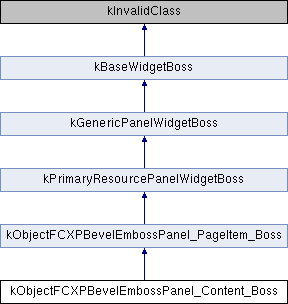 kInvalidClass
kBaseWidgetBoss
kGenericPanelWidgetBoss
kPrimaryResourcePanelWidgetBoss
kObjectFCXPBevelEmbossPanel_PageItem_Boss
kObjectFCXPBevelEmbossPanel_Content_Boss